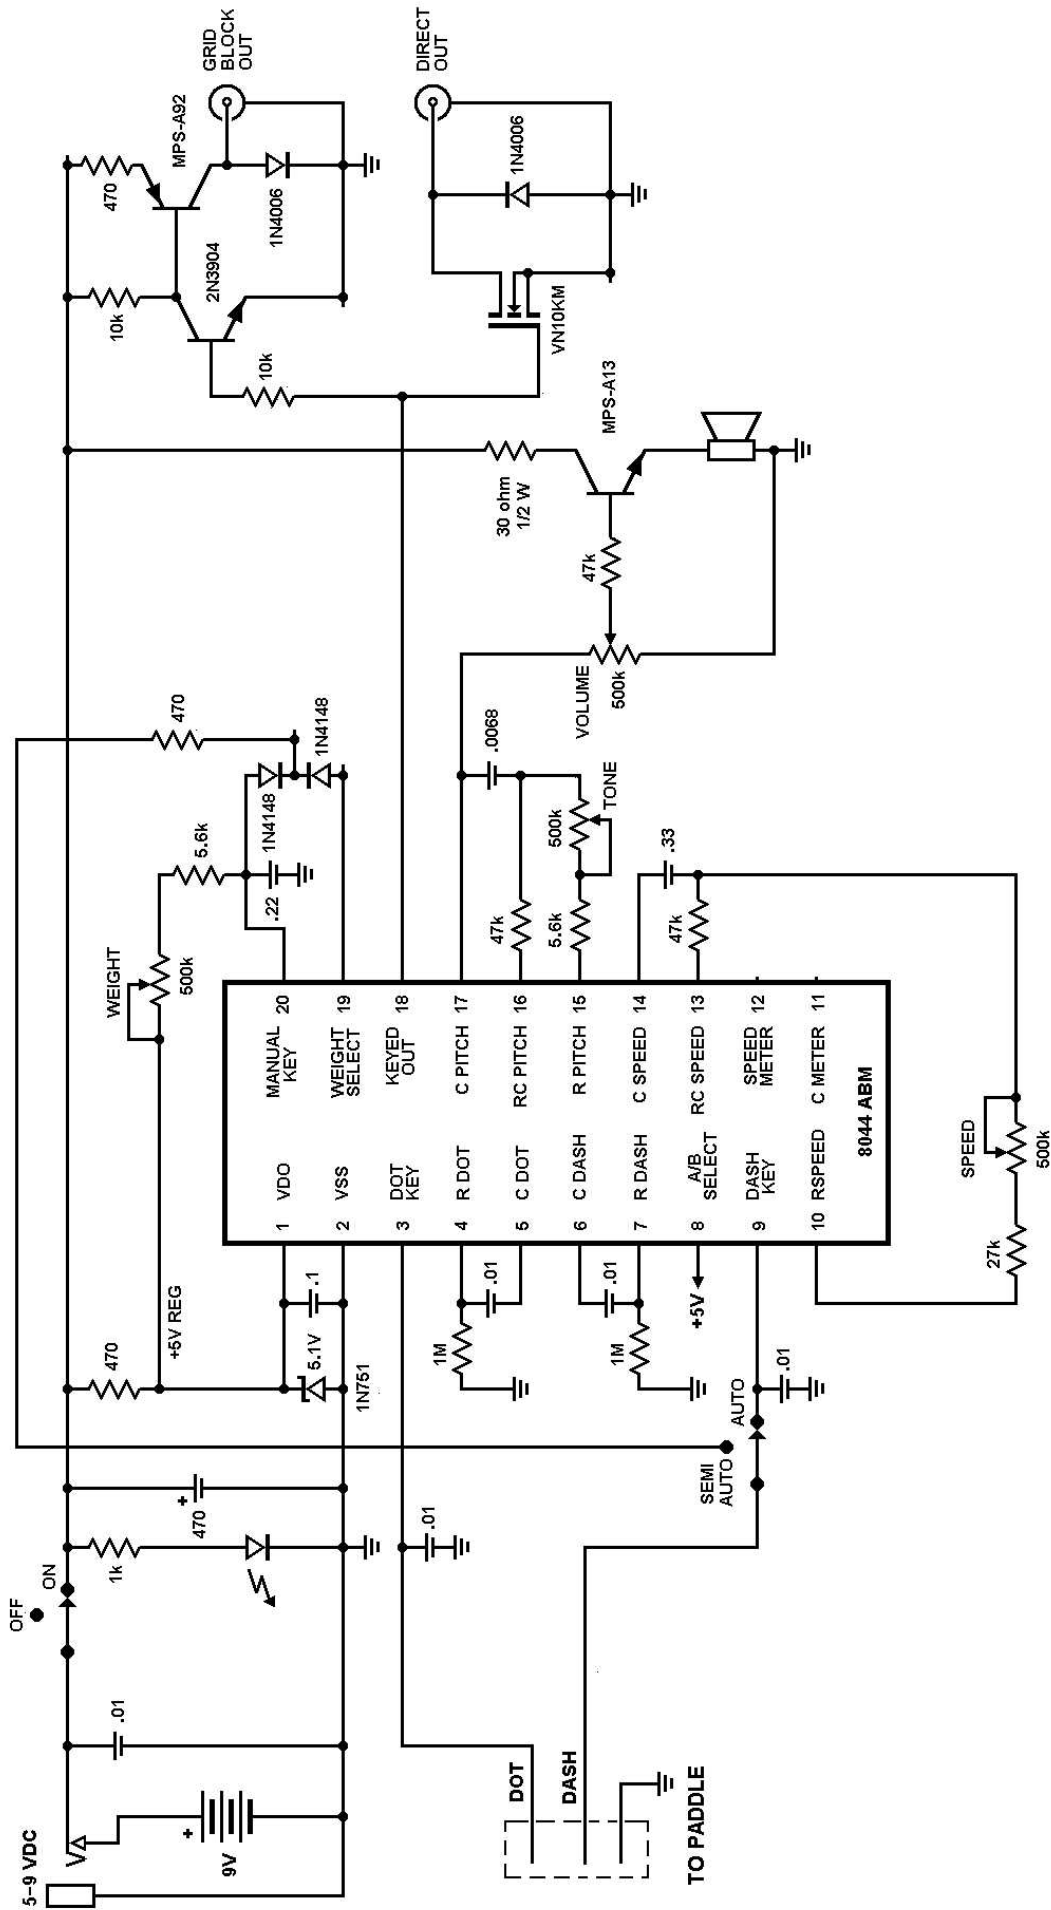 5–9 VDC
9V
+
.01
OFF
ON
1k
+
470
470
+5V REG
5.1V
1N751
.1
WEIGHT
500k
5.6k
.22
1N4148
1N4148
470
10k
470
2N3904
MPS-A92
1N4006
GRID
BLOCK
OUT
10k
VN10KM
1N4006
DIRECT
OUT
30 ohm
1/2 W
MPS-A13
47k
VOLUME
500k
.0068
47k
500k
TONE
5.6k
.33
47k
1
VDO
MANUAL
KEY
20
2
VSS
WEIGHT
SELECT
19
3
DOT
KEY
KEYED
OUT
18
4
R DOT
C PITCH
17
5
C DOT
RC PITCH
16
6
C DASH
R PITCH
15
7
R DASH
C SPEED
14
8
A/B
SELECT
RC SPEED
13
9
DASH
KEY
SPEED
METER
12
10
RSPEED
C METER
11
8044 ABM
.01
1M
.01
1M
+5V
.01
AUTO
SEMI
AUTO
.01
27k
SPEED
500k
DOT
DASH
TO PADDLE